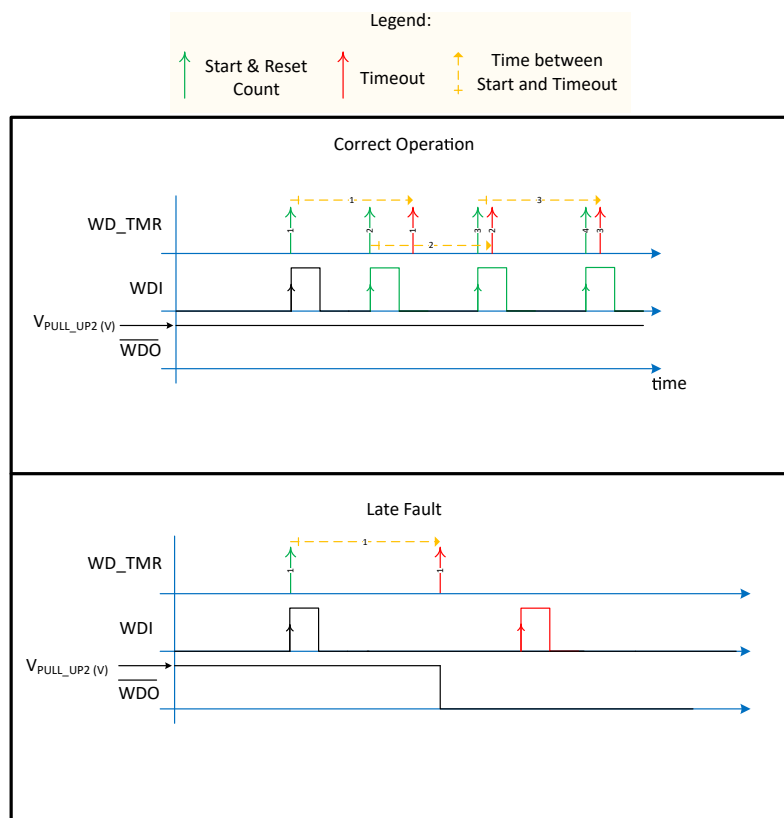 Legend:
Start & Reset
Count
Timeout
Time between
Start and Timeout
Correct Operation
WD_TMR
1
2
1
3
2
4
3
1
2
3
WDI
VPULL_UP2 (V)
WDO
time
Late Fault
WD_TMR
1
1
1
WDI
VPULL_UP2 (V)
WDO